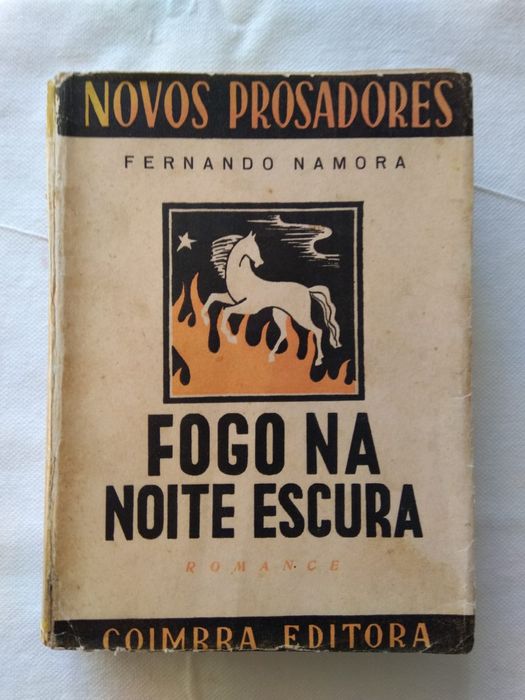 NOVOS PROSADORES
FERNANDO NAMORA
FOGO NA
NOITE ESCURA
ROMANCE
COIMBRA EDITORA